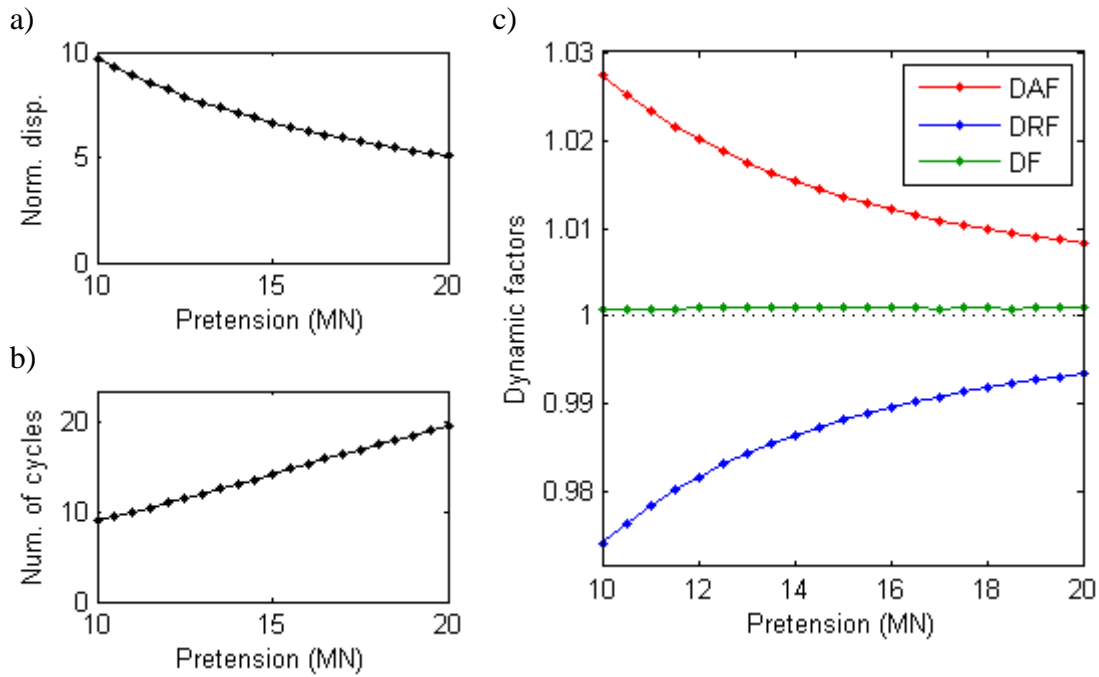 a)
10
5
0
Norm. disp.
10 15 20
Pretension (MN)
b)
20
10
0
Num. of cycles
10 15 20
Pretension (MN)
c)
1.03
1.02
1.01
1
0.99
0.98
Dynamic factors
DAF
DRF
DF
10 12 14 16 18 20
Pretension (MN)